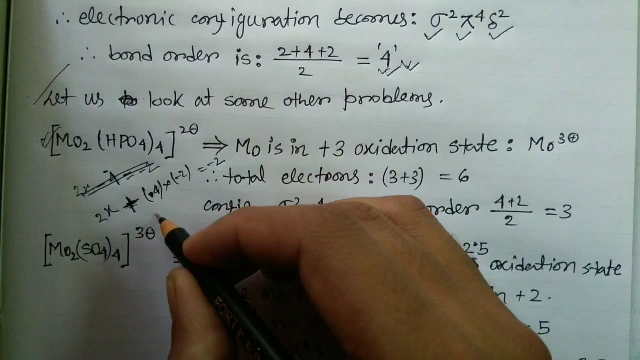 ∴ electronic configuration becomes: σ²π⁴δ²
∴ bond order is: (2+4+2)/2 = '4'
Let us look at some other problems.
[Mo₂(HPO₄)₄]²⊖ ⇒ Mo is in +3 oxidation state: Mo³⊕
2x + (4)×(-2) = -2
∴ total electrons: (3+3) = 6
order (4+2)/2 = 3
[Mo₂(SO₄)₄]³⊖
2.5
oxidation state
+2.
5